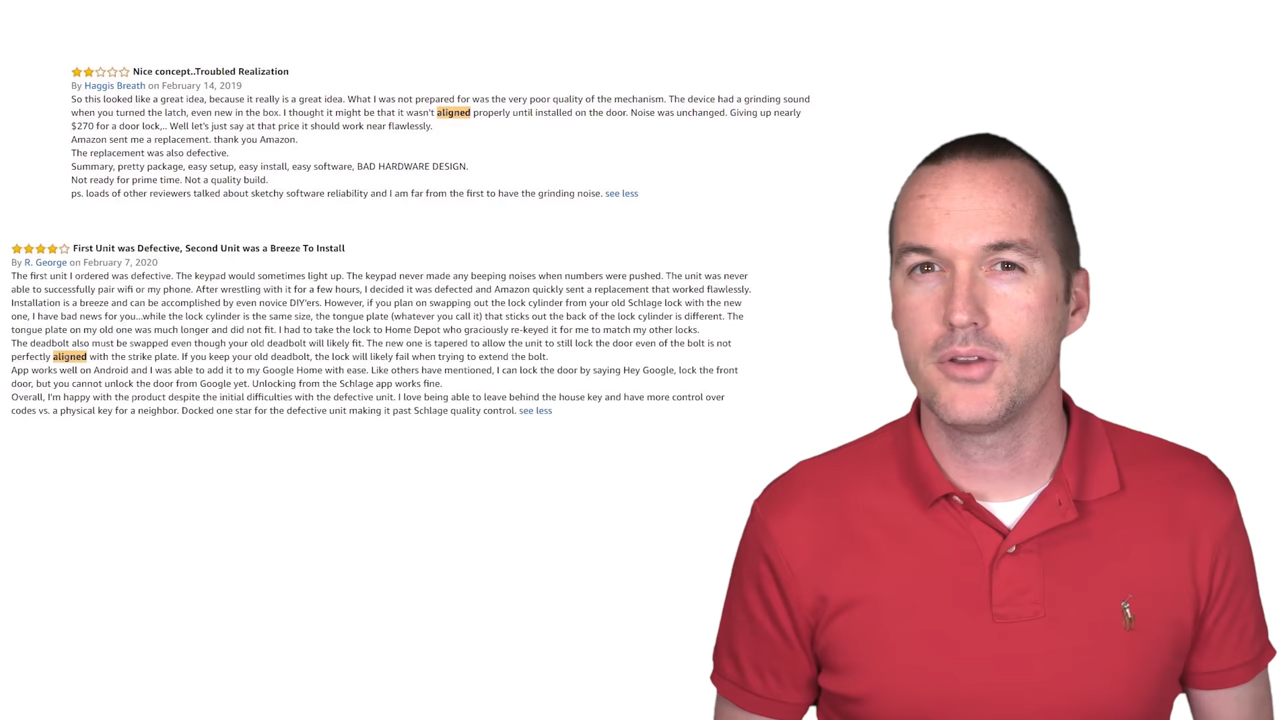 Nice concept..Troubled Realization
By Haggis Breath on February 14, 2019
So this looked like a great idea, because it really is a great idea. What I was not prepared for was the very poor quality of the mechanism. The device had a grinding sound
when you turned the latch, even new in the box. I thought it might be that it wasn't aligned properly until installed on the door. Noise was unchanged. Giving up nearly
$270 for a door lock,.. Well let's just say at that price it should work near flawlessly.
Amazon sent me a replacement. thank you Amazon.
The replacement was also defective.
Summary, pretty package, easy setup, easy install, easy software, BAD HARDWARE DESIGN.
Not ready for prime time. Not a quality build.
ps. loads of other reviewers talked about sketchy software reliability and I am far from the first to have the grinding noise. see less
First Unit was Defective, Second Unit was a Breeze To Install
By R. George on February 7, 2020
The first unit I ordered was defective. The keypad would sometimes light up. The keypad never made any beeping noises when numbers were pushed. The unit was never
able to successfully pair wifi or my phone. After wrestling with it for a few hours, I decided it was defected and Amazon quickly sent a replacement that worked flawlessly.
Installation is a breeze and can be accomplished by even novice DIY'ers. However, if you plan on swapping out the lock cylinder from your old Schlage lock with the new
one, I have bad news for you...while the lock cylinder is the same size, the tongue plate (whatever you call it) that sticks out the back of the lock cylinder is different. The
tongue plate on my old one was much longer and did not fit. I had to take the lock to Home Depot who graciously re-keyed it for me to match my other locks.
The deadbolt also must be swapped even though your old deadbolt will likely fit. The new one is tapered to allow the unit to still lock the door even of the bolt is not
perfectly aligned with the strike plate. If you keep your old deadbolt, the lock will likely fail when trying to extend the bolt.
App works well on Android and I was able to add it to my Google Home with ease. Like others have mentioned, I can lock the door by saying Hey Google, lock the front
door, but you cannot unlock the door from Google yet. Unlocking from the Schlage app works fine.
Overall, I'm happy with the product despite the initial difficulties with the defective unit. I love being able to leave behind the house key and have more control over
codes vs. a physical key for a neighbor. Docked one star for the defective unit making it past Schlage quality control. see less